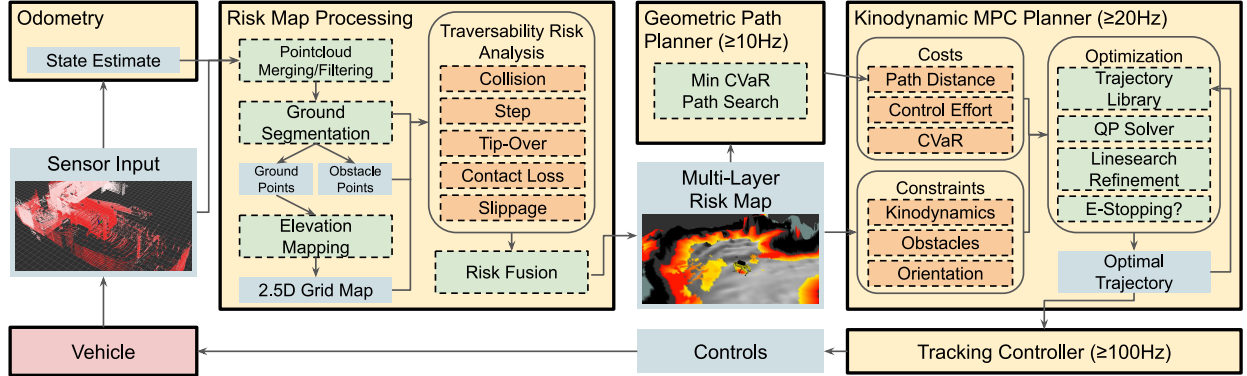 Odometry
State Estimate
Sensor Input
Vehicle
Risk Map Processing
Pointcloud
Merging/Filtering
Ground
Segmentation
Ground
Points
Obstacle
Points
Elevation
Mapping
2.5D Grid Map
Traversability Risk
Analysis
Collision
Step
Tip-Over
Contact Loss
Slippage
Risk Fusion
Geometric Path
Planner (≥10Hz)
Min CVaR
Path Search
Multi-Layer
Risk Map
Controls
Kinodynamic MPC Planner (≥20Hz)
Costs
Path Distance
Control Effort
CVaR
Constraints
Kinodynamics
Obstacles
Orientation
Optimization
Trajectory
Library
QP Solver
Linesearch
Refinement
E-Stopping?
Optimal
Trajectory
Tracking Controller (≥100Hz)